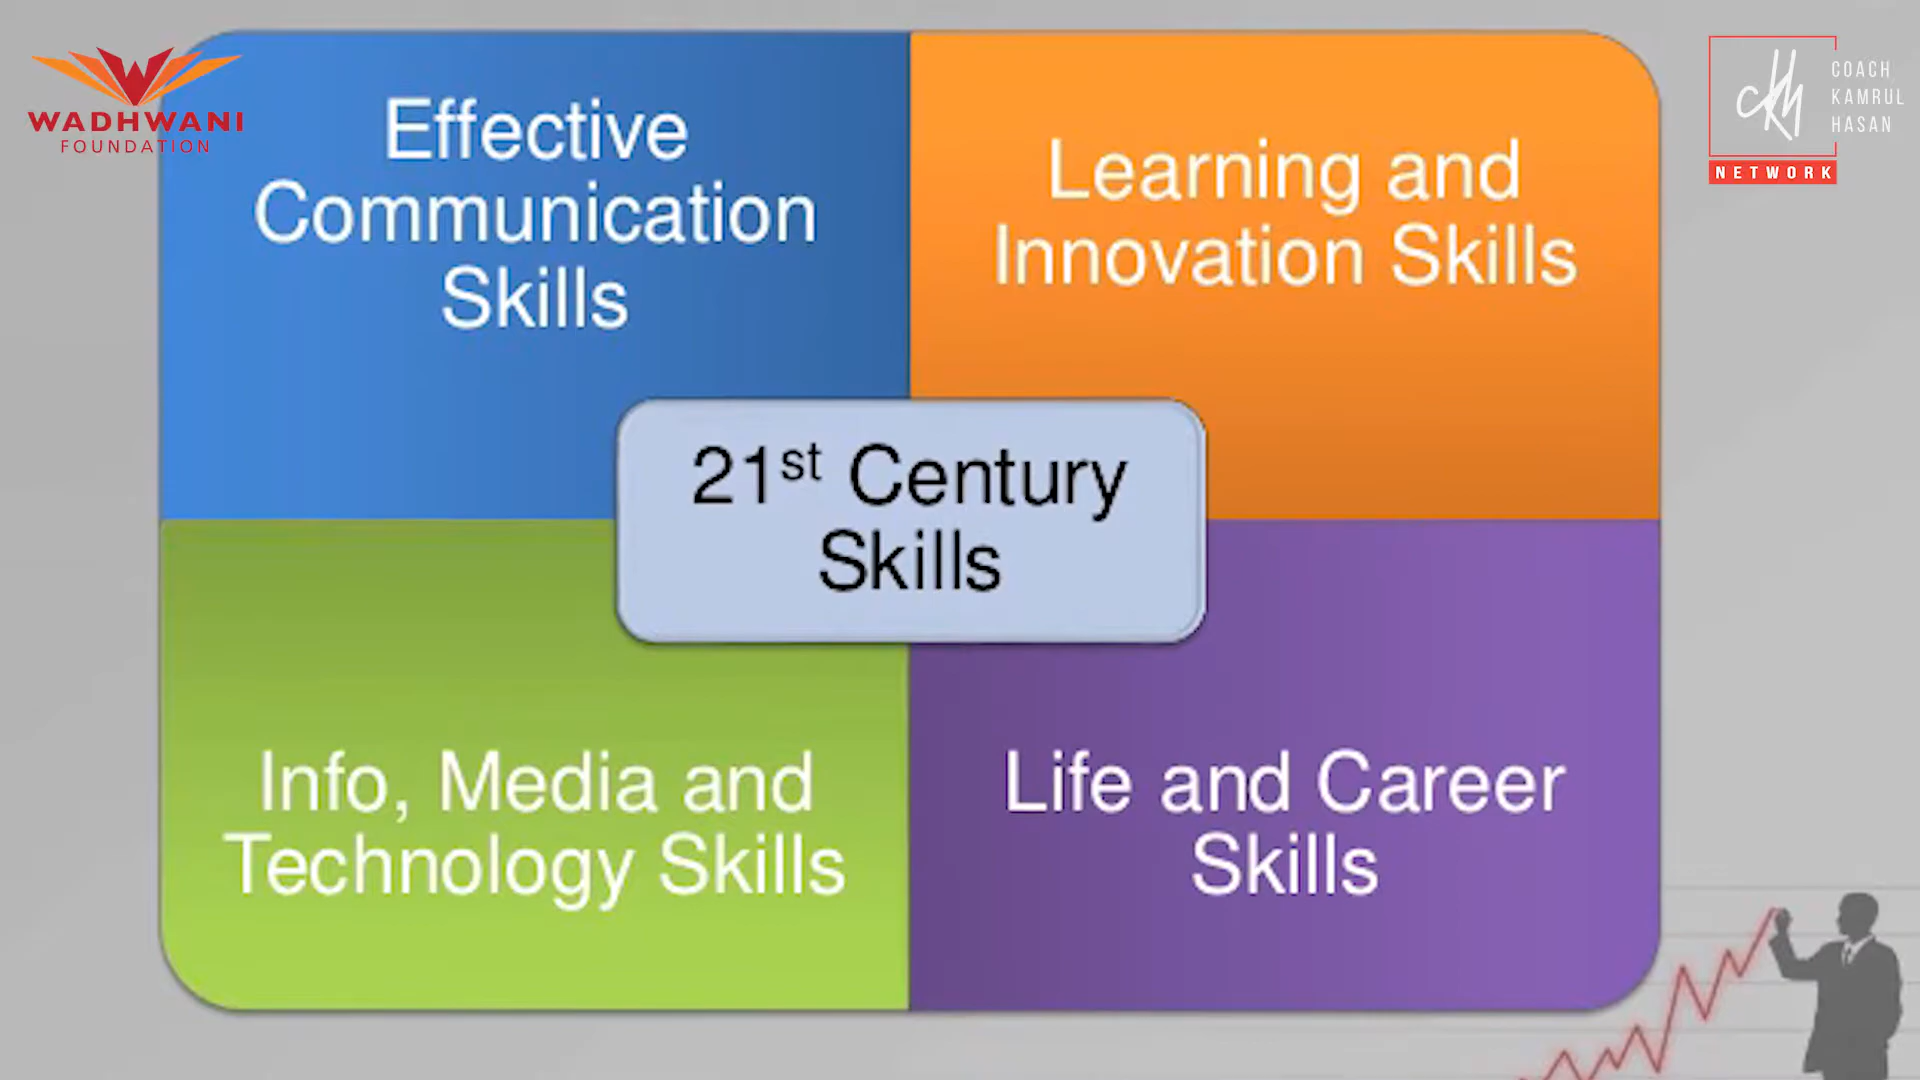 WADHWANI
FOUNDATION
COACH
KAMRUL
HASAN
NETWORK
Effective
Communication
Skills
Learning and
Innovation Skills
21st Century
Skills
Info, Media and
Technology Skills
Life and Career
Skills